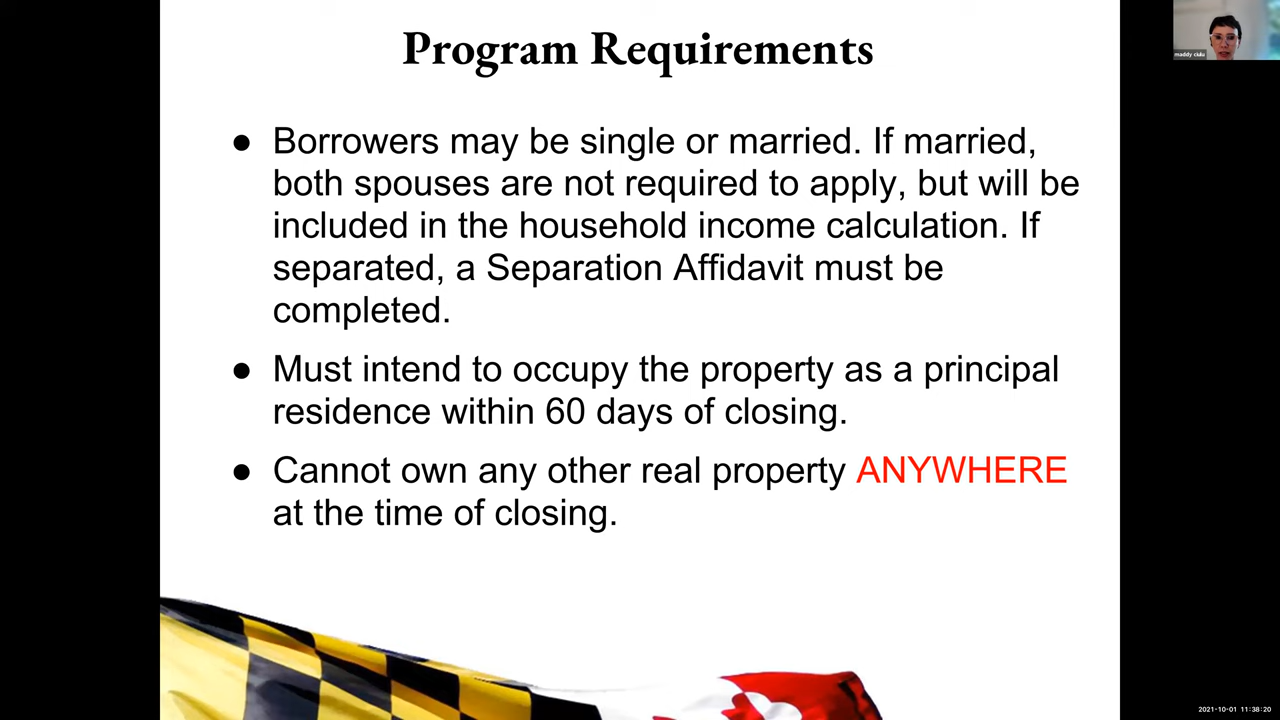 Program Requirements
maddy ciulu
● Borrowers may be single or married. If married,
both spouses are not required to apply, but will be
included in the household income calculation. If
separated, a Separation Affidavit must be
completed.
● Must intend to occupy the property as a principal
residence within 60 days of closing.
● Cannot own any other real property ANYWHERE
at the time of closing.
2021-10-01 11:38:20